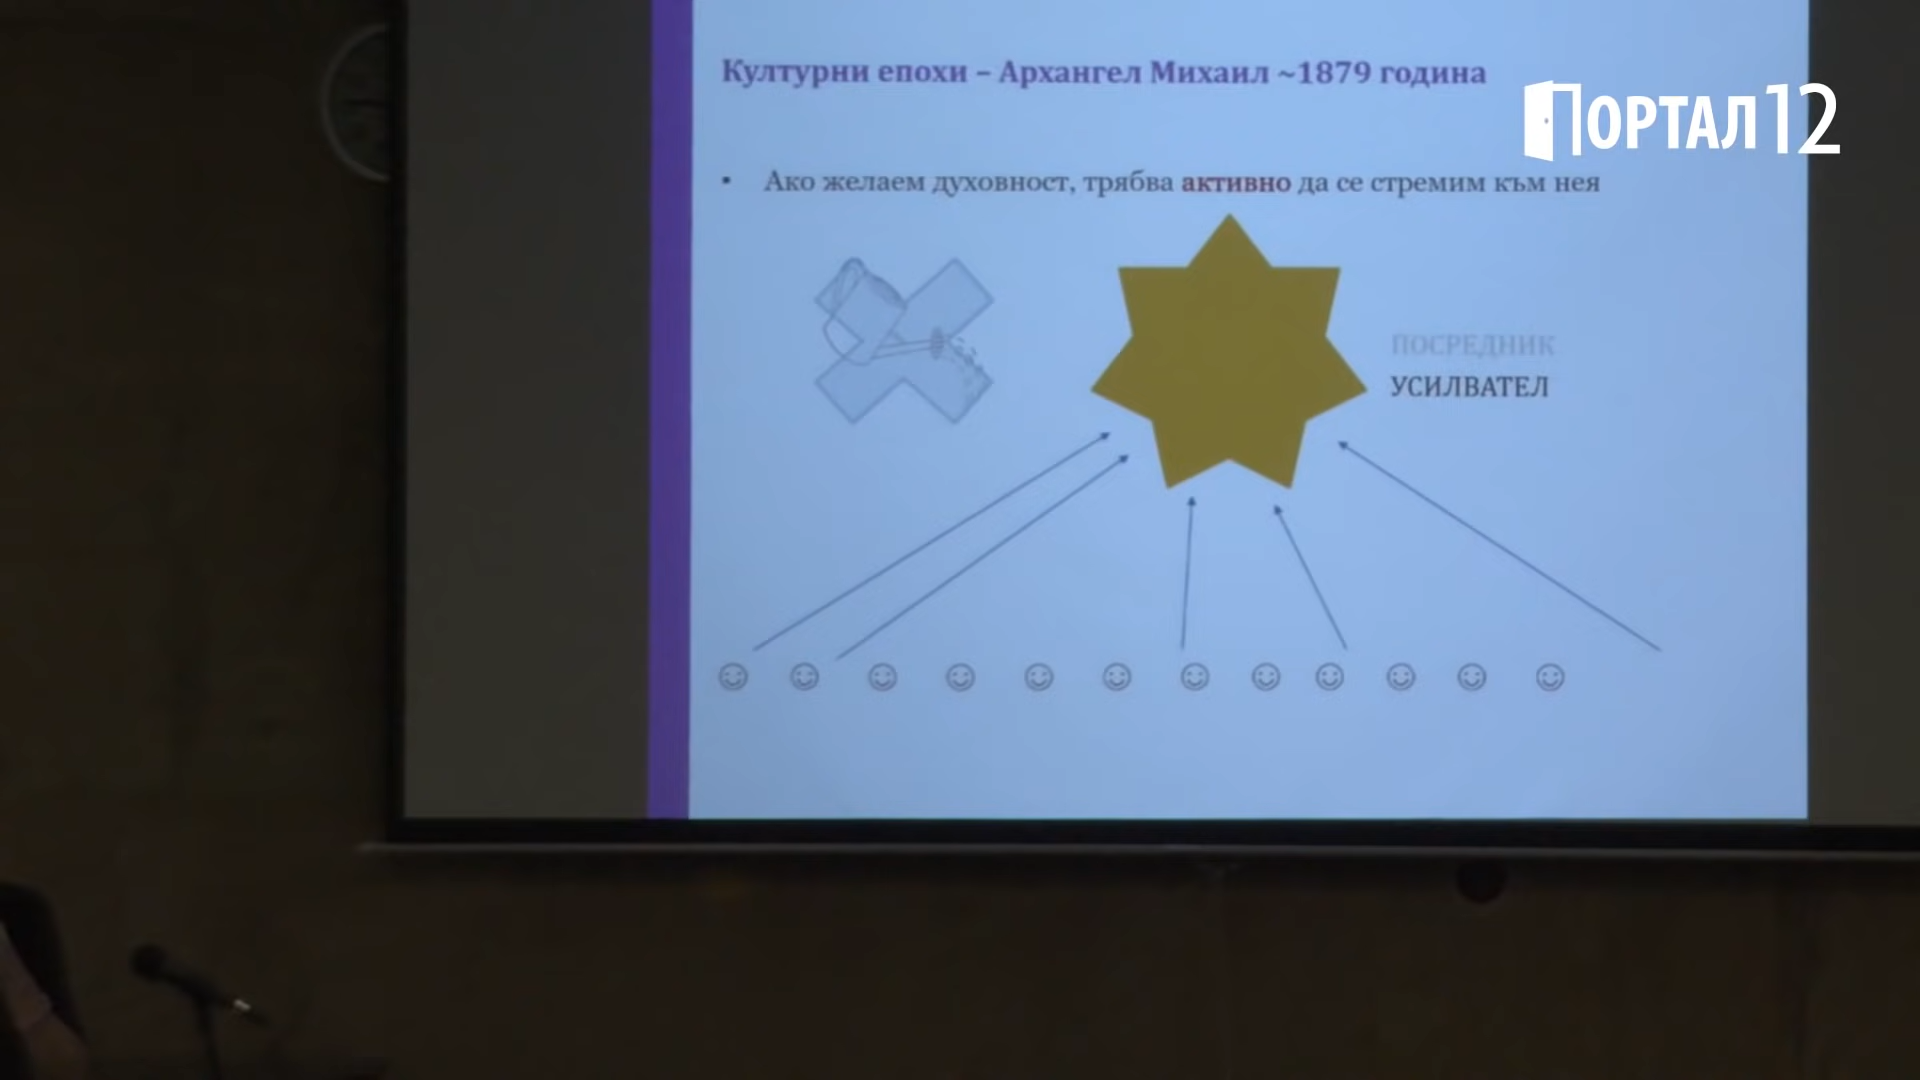 Културни епохи – Архангел Михаил ~1879 година
ПОРТАЛ12
• Ако желаем духовност, трябва активно да се стремим към нея
ПОСРЕДНИК
УСИЛВАТЕЛ